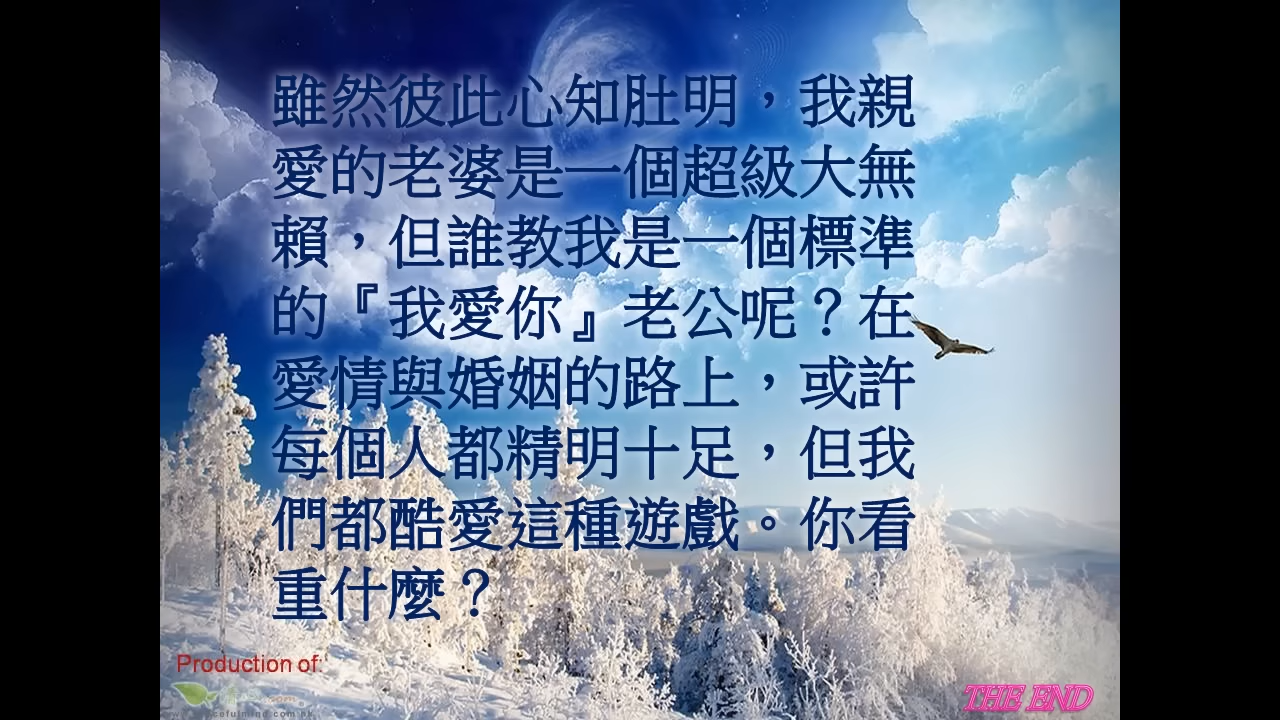 雖然彼此心知肚明，我親
愛的老婆是一個超級大無
賴，但誰教我是一個標準
的『我愛你』老公呢？在
愛情與婚姻的路上，或許
每個人都精明十足，但我
們都酷愛這種遊戲。你看
重什麼？
Production of:
THE END